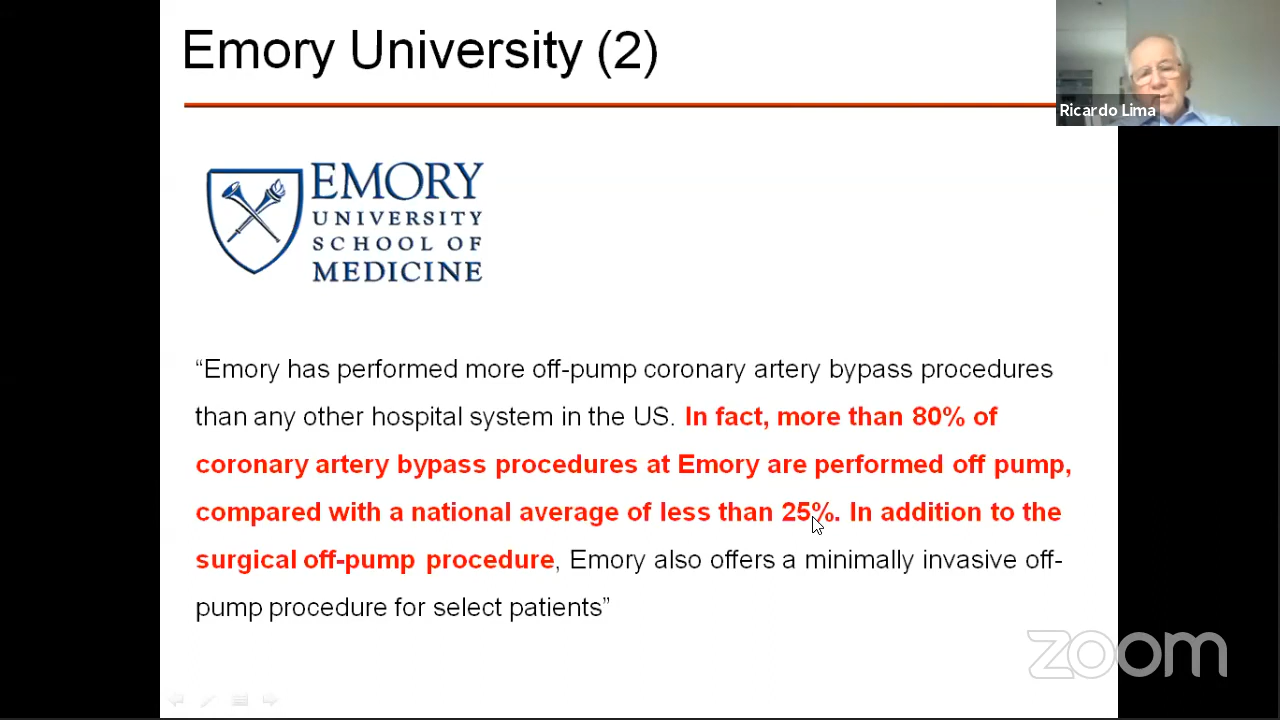 Emory University (2)
Ricardo Lima
EMORY
UNIVERSITY
SCHOOL OF
MEDICINE
“Emory has performed more off-pump coronary artery bypass procedures
than any other hospital system in the US. In fact, more than 80% of
coronary artery bypass procedures at Emory are performed off pump,
compared with a national average of less than 25%. In addition to the
surgical off-pump procedure, Emory also offers a minimally invasive off-
pump procedure for select patients”
zoom